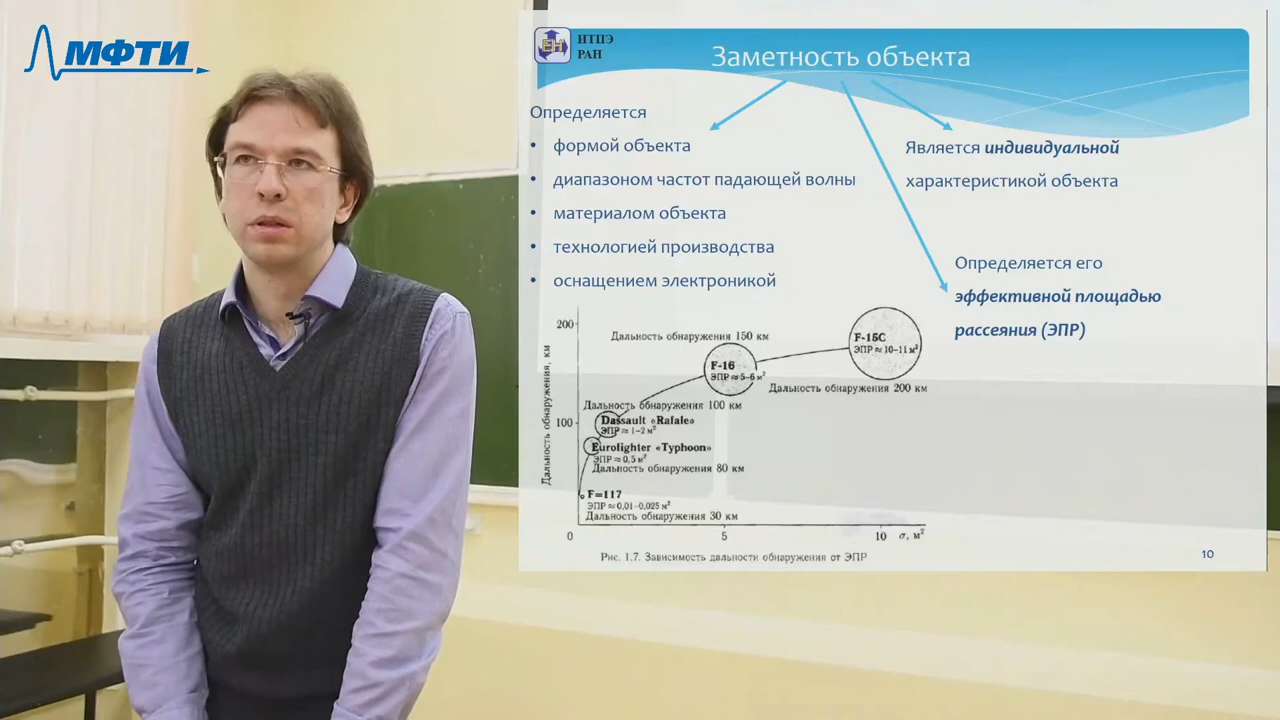 МФТИ
ИТПЭ
РАН
Заметность объекта
Определяется
• формой объекта
• диапазоном частот падающей волны
• материалом объекта
• технологией производства
• оснащением электроникой
Является индивидуальной
характеристикой объекта
Определяется его
эффективной площадью
рассеяния (ЭПР)
Дальность обнаружения, км
200
100
0
5
10
σ, м²
Дальность обнаружения 150 км
F-15C
ЭПР ≈ 10–11 м²
F-16
ЭПР ≈ 5–6 м²
Дальность обнаружения 200 км
Дальность обнаружения 100 км
Dassault «Rafale»
ЭПР ≈ 1–2 м²
Eurofighter «Typhoon»
ЭПР ≈ 0,5 м²
Дальность обнаружения 80 км
F=117
ЭПР ≈ 0,01–0,025 м²
Дальность обнаружения 30 км
Рис. 1.7. Зависимость дальности обнаружения от ЭПР
10